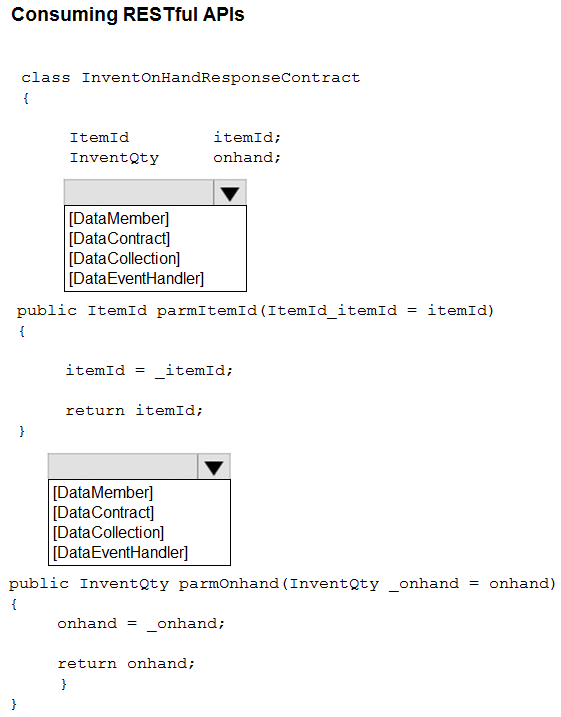 Consuming RESTful APIs
class InventOnHandResponseContract
{
ItemId itemId;
InventQty onhand;
[DataMember]
[DataContract]
[DataCollection]
[DataEventHandler]
public ItemId parmItemId(ItemId_itemId = itemId)
{
itemId = _itemId;
return itemId;
}
[DataMember]
[DataContract]
[DataCollection]
[DataEventHandler]
public InventQty parmOnhand(InventQty _onhand = onhand)
{
onhand = _onhand;
return onhand;
}
}